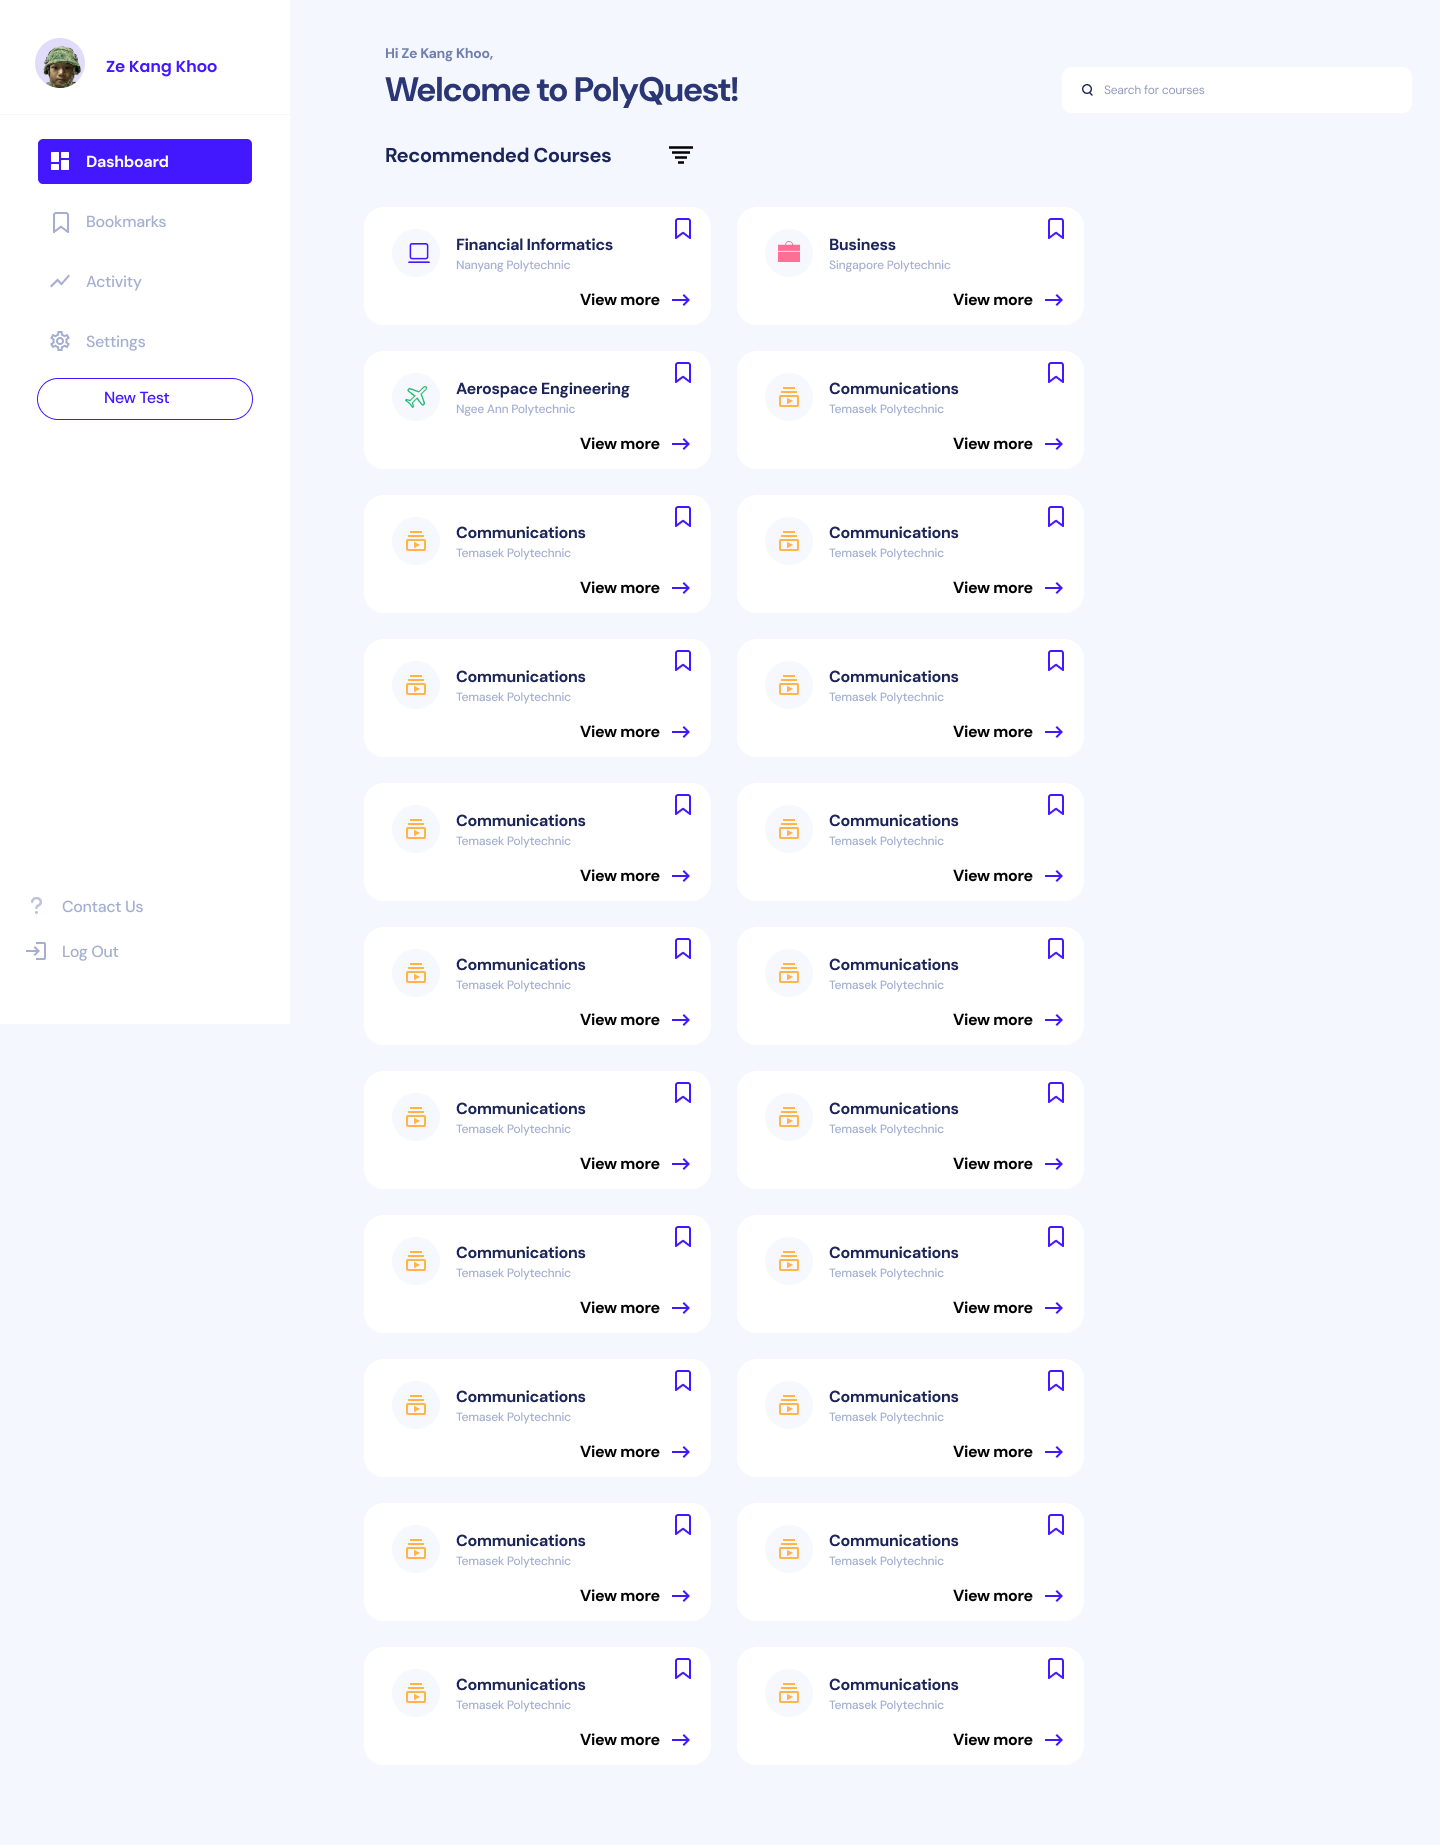 Ze Kang Khoo
Dashboard
Bookmarks
Activity
Settings
New Test
Contact Us
Log Out
Hi Ze Kang Khoo,
Welcome to PolyQuest!
Search for courses
Recommended Courses
Financial Informatics
Nanyang Polytechnic
View more
Business
Singapore Polytechnic
View more
Aerospace Engineering
Ngee Ann Polytechnic
View more
Communications
Temasek Polytechnic
View more
Communications
Temasek Polytechnic
View more
Communications
Temasek Polytechnic
View more
Communications
Temasek Polytechnic
View more
Communications
Temasek Polytechnic
View more
Communications
Temasek Polytechnic
View more
Communications
Temasek Polytechnic
View more
Communications
Temasek Polytechnic
View more
Communications
Temasek Polytechnic
View more
Communications
Temasek Polytechnic
View more
Communications
Temasek Polytechnic
View more
Communications
Temasek Polytechnic
View more
Communications
Temasek Polytechnic
View more
Communications
Temasek Polytechnic
View more
Communications
Temasek Polytechnic
View more
Communications
Temasek Polytechnic
View more
Communications
Temasek Polytechnic
View more
Communications
Temasek Polytechnic
View more
Communications
Temasek Polytechnic
View more